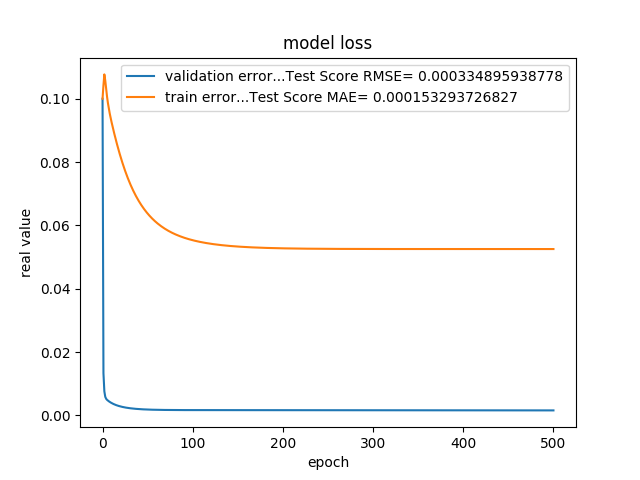 model loss
validation error...Test Score RMSE= 0.000334895938778
train error...Test Score MAE= 0.000153293726827
real value
0.10
0.08
0.06
0.04
0.02
0.00
0 100 200 300 400 500
epoch